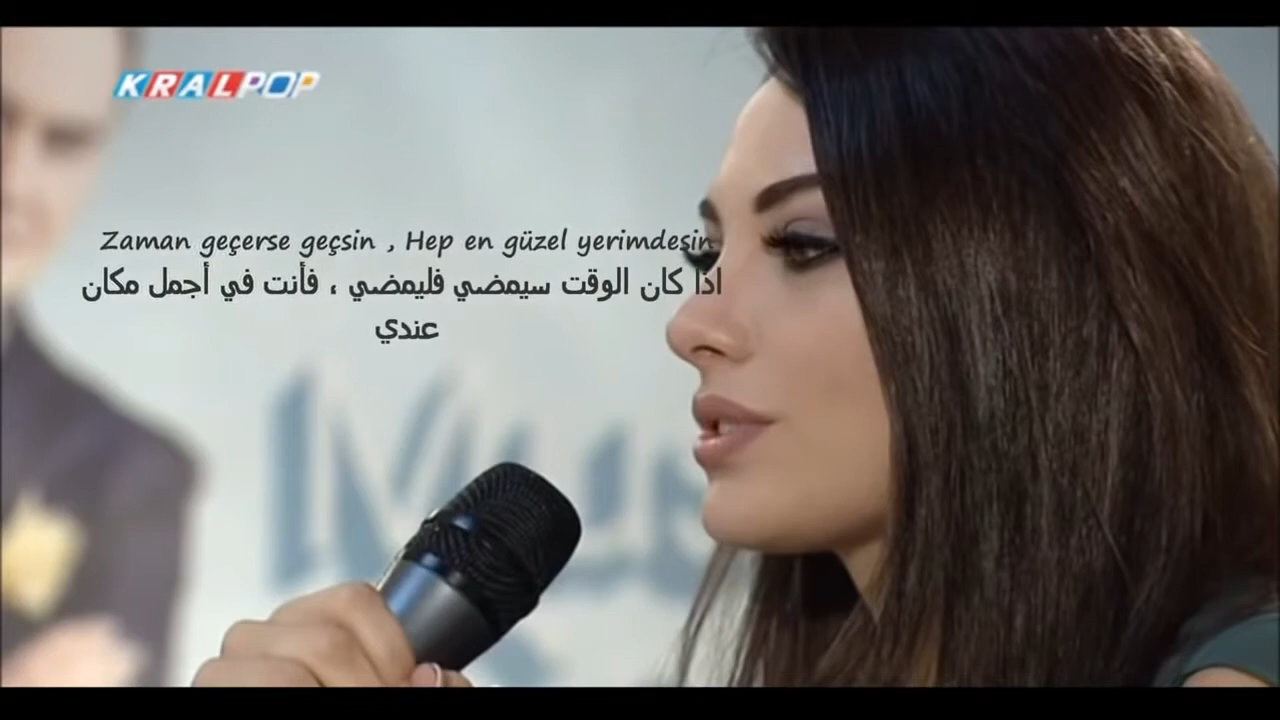 KRALPOP
Zaman geçerse geçsin , Hep en güzel yerimdesin
اذا كان الوقت سيمضي فليمضي ، فأنت في أجمل مكان
عندي